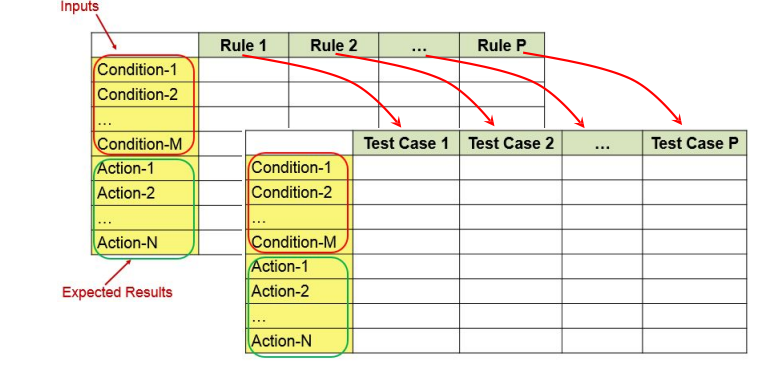 Inputs
Rule 1 Rule 2 ... Rule P
Condition-1
Condition-2
...
Condition-M
Action-1
Action-2
...
Action-N
Expected Results
Test Case 1 Test Case 2 ... Test Case P
Condition-1
Condition-2
...
Condition-M
Action-1
Action-2
...
Action-N